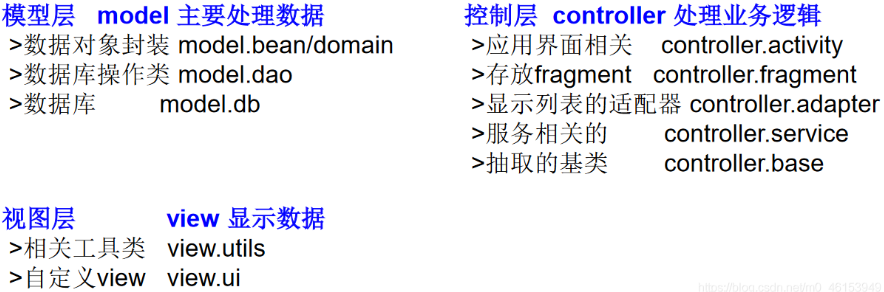 模型层 model 主要处理数据
>数据对象封装 model.bean/domain
>数据库操作类 model.dao
>数据库 model.db
控制层 controller 处理业务逻辑
>应用界面相关 controller.activity
>存放fragment controller.fragment
>显示列表的适配器 controller.adapter
>服务相关的 controller.service
>抽取的基类 controller.base
视图层 view 显示数据
>相关工具类 view.utils
>自定义view view.ui
https://blog.csdn.net/m0_46153949